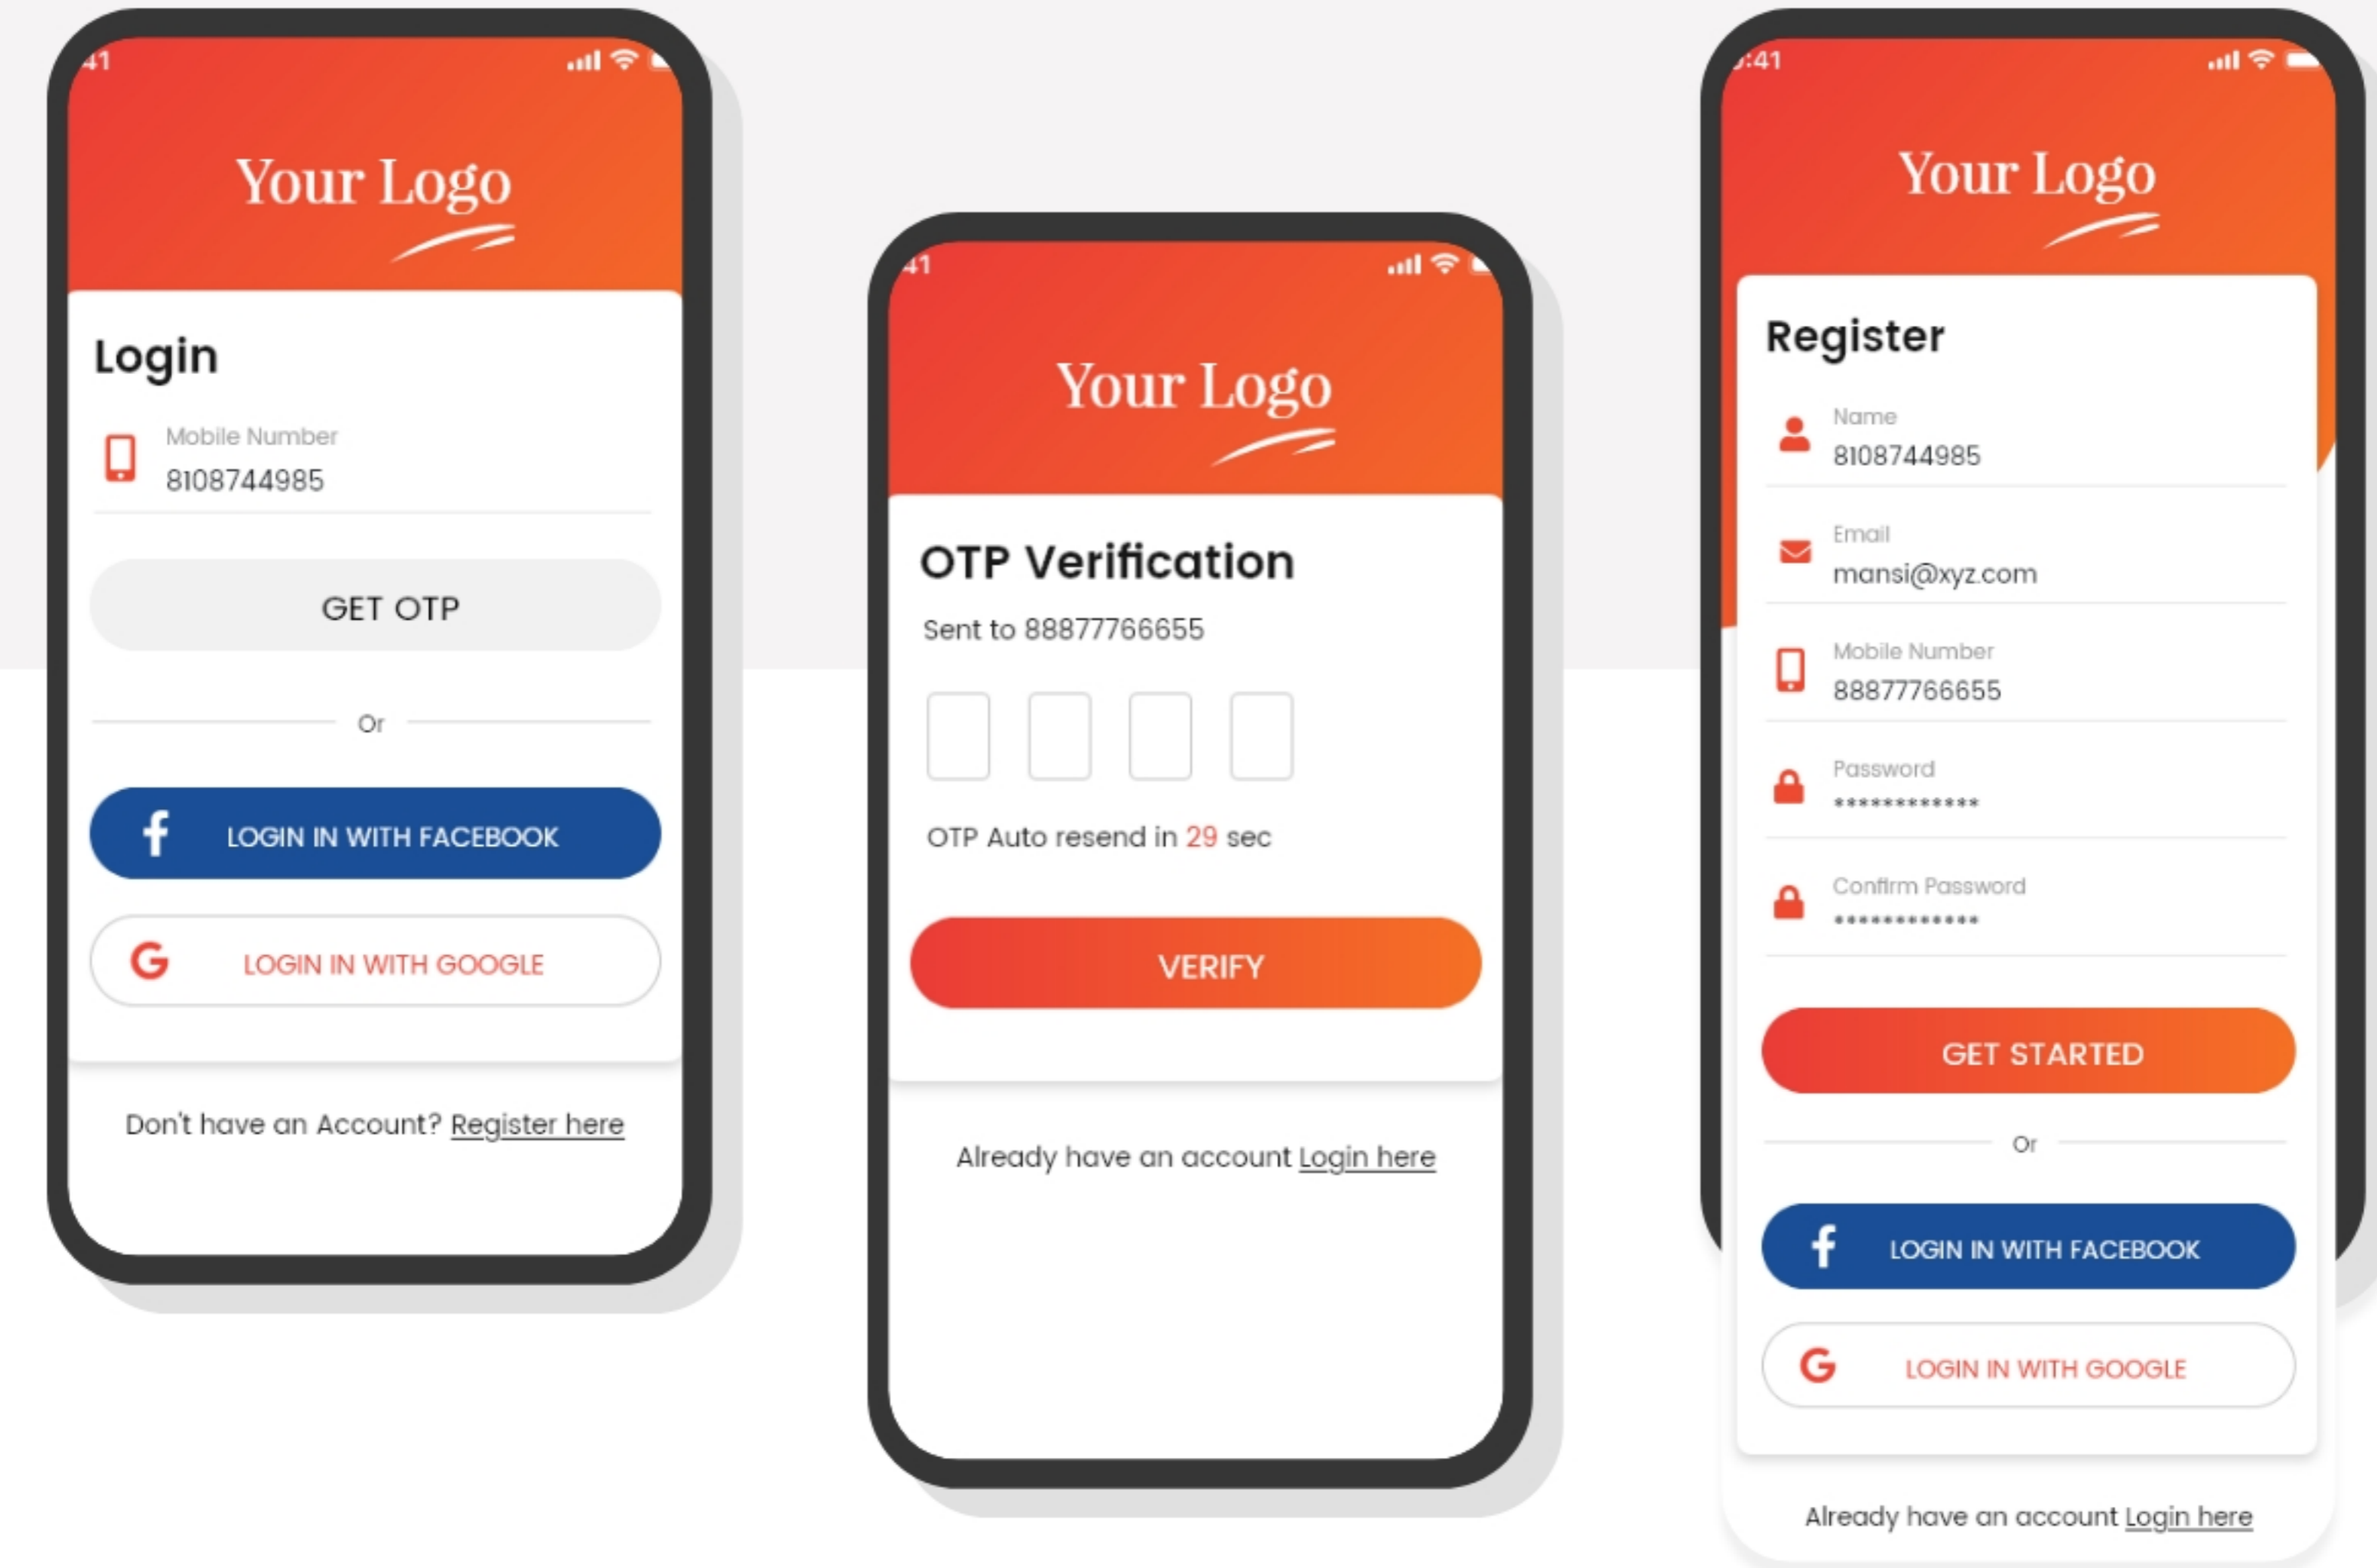 41
Your Logo
Login
Mobile Number
8108744985
GET OTP
Or
LOGIN IN WITH FACEBOOK
G LOGIN IN WITH GOOGLE
Don't have an Account? Register here
41
Your Logo
OTP Verification
Sent to 88877766655
OTP Auto resend in 29 sec
VERIFY
Already have an account Login here
:41
Your Logo
Register
Name
8108744985
Email
mansi@xyz.com
Mobile Number
88877766655
Password
************
Confirm Password
************
GET STARTED
Or
LOGIN IN WITH FACEBOOK
G LOGIN IN WITH GOOGLE
Already have an account Login here